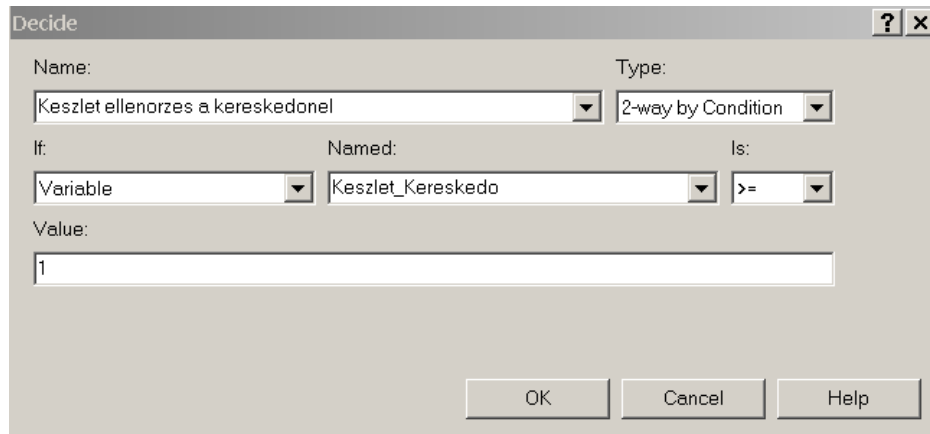 Decide
Name: Type:
Keszlet ellenorzes a kereskedonel 2-way by Condition
If: Named: Is:
Variable Keszlet_Kereskedo >=
Value:
1
OK Cancel Help